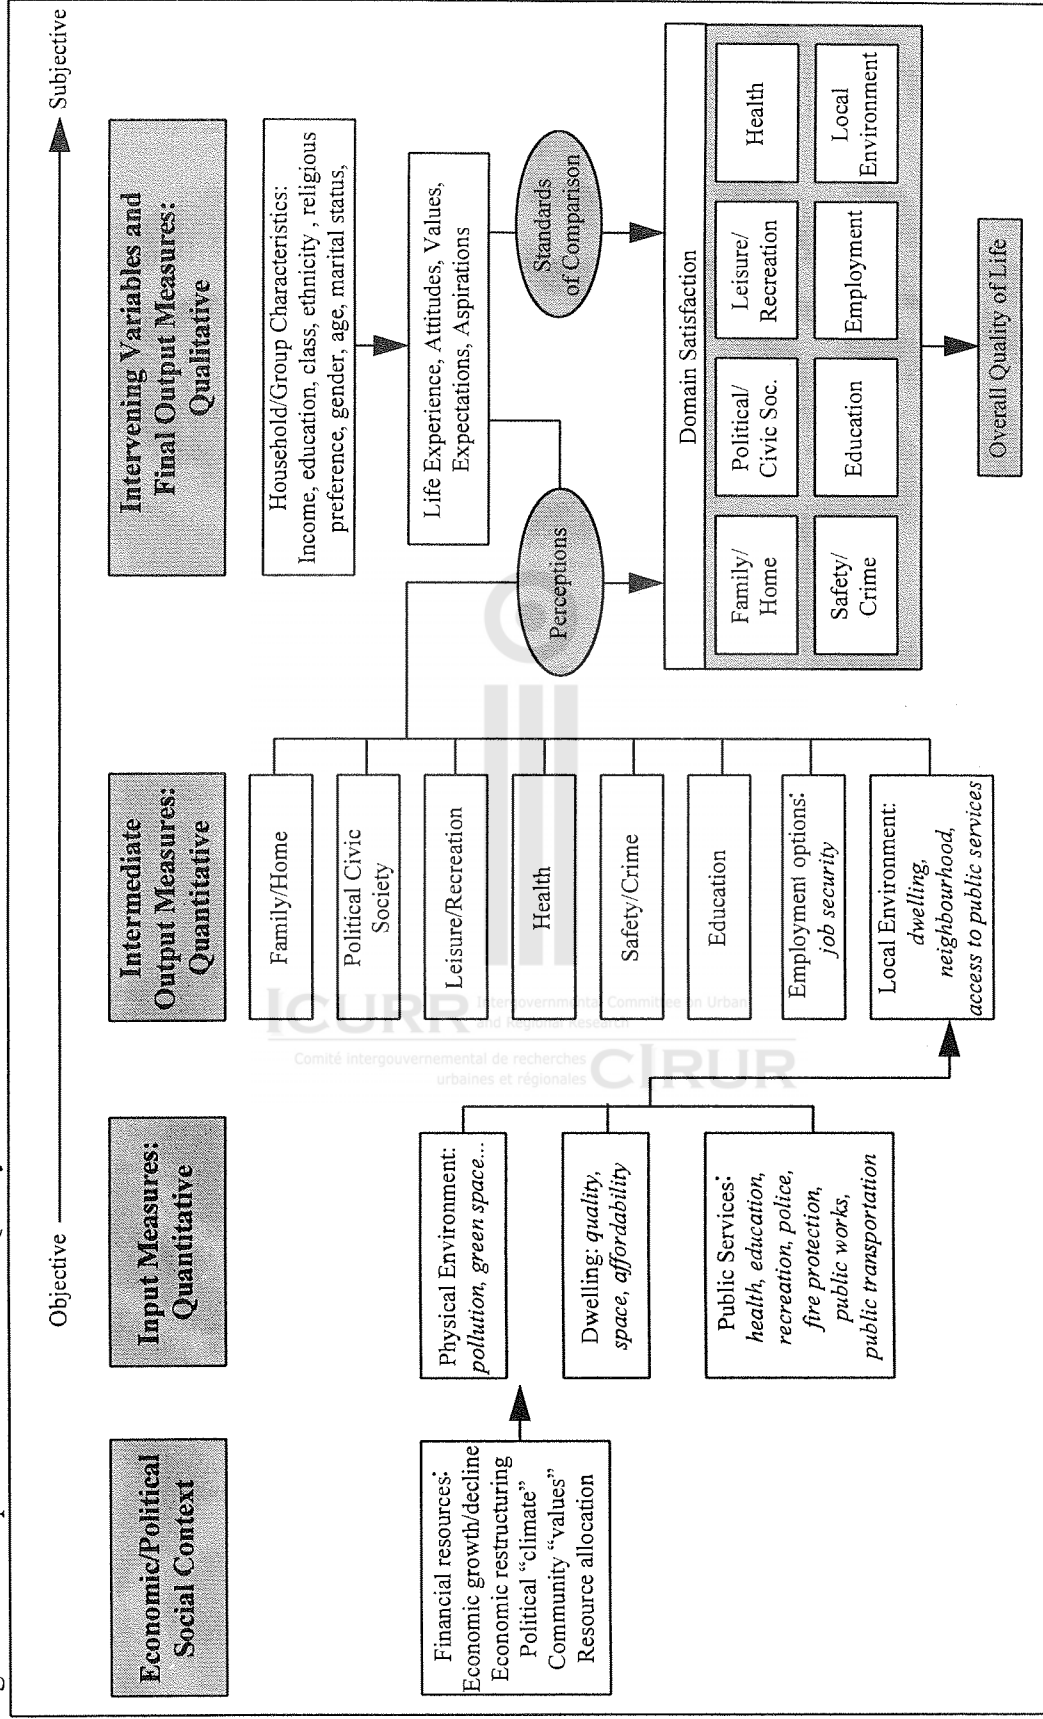 Objective
Subjective
Economic/Political
Social Context
Input Measures:
Quantitative
Intermediate
Output Measures:
Quantitative
Intervening Variables and
Final Output Measures:
Qualitative
Financial resources:
Economic growth/decline
Economic restructuring
Political “climate”
Community “values”
Resource allocation
Physical Environment:
pollution, green space...
Dwelling: quality,
space, affordability
Public Services:
health, education,
recreation, police,
fire protection,
public works,
public transportation
Family/Home
Political Civic
Society
Leisure/Recreation
Health
Safety/Crime
Education
Employment options:
job security
Local Environment:
dwelling,
neighbourhood,
access to public services
Household/Group Characteristics:
Income, education, class, ethnicity , religious
preference, gender, age, marital status,
Life Experience, Attitudes, Values,
Expectations, Aspirations
Perceptions
Standards
of Comparison
Domain Satisfaction
Family/
Home
Political/
Civic Soc.
Leisure/
Recreation
Health
Safety/
Crime
Education
Employment
Local
Environment
Overall Quality of Life
ICURR Intergovernmental Committee on Urban
and Regional Research
Comité intergouvernemental de recherches
urbaines et régionales CIRUR